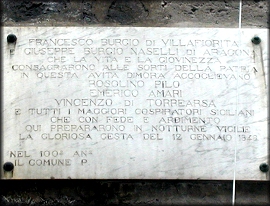 FRANCESCO BURGIO DI VILLAFIORITA
E GIUSEPPE BURGIO NASELLI DI ARAGONA
CHE LA VITA E LA GIOVINEZZA
CONSACRARONO ALLE SORTI DELLA PATRIA
IN QUESTA AVITA DIMORA ACCOGLIEVANO
ROSOLINO PILO
EMERICO AMARI
VINCENZO DI TORREARSA
E TUTTI I MAGGIORI COSPIRATORI SICILIANI
CHE CON FEDE E ARDIMENTO
QUI PREPARARONO IN NOTTURNE VIGILIE
LA GLORIOSA GESTA DEL 12 GENNAIO 1848
NEL 100º
IL COMUNE P